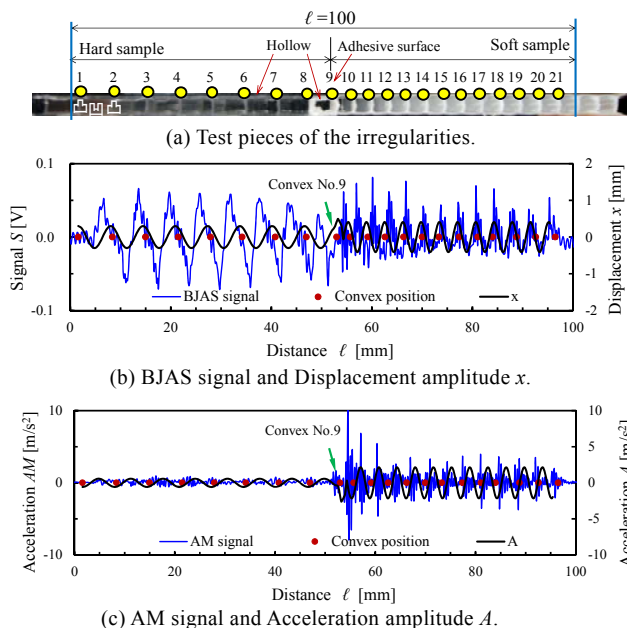 ℓ =100
Hard sample Hollow Adhesive surface Soft sample
1 2 3 4 5 6 7 8 9 10 11 12 13 14 15 16 17 18 19 20 21
(a) Test pieces of the irregularities.
0.1 2
Convex No.9
1
0.0 0
-1
BJAS signal Convex position x
-0.1 -2
0 20 40 60 80 100
Distance ℓ [mm]
Signal S [V]
Displacement x [mm]
(b) BJAS signal and Displacement amplitude x.
10 10
Convex No.9
5 5
0 0
-5 -5
AM signal Convex position A
-10 -10
0 20 40 60 80 100
Distance ℓ [mm]
Acceleration AM [m/s²]
Acceleration A [m/s²]
(c) AM signal and Acceleration amplitude A.